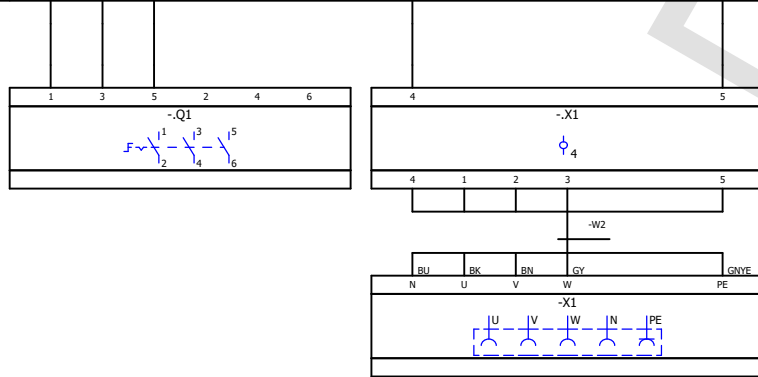 1 3 5 2 4 6
4 5
-.Q1
-.X1
1 3 5
2 4 6
4
4 1 2 3 5
-W2
BU BK BN GY GNYE
N U V W PE
-X1
U V W N PE